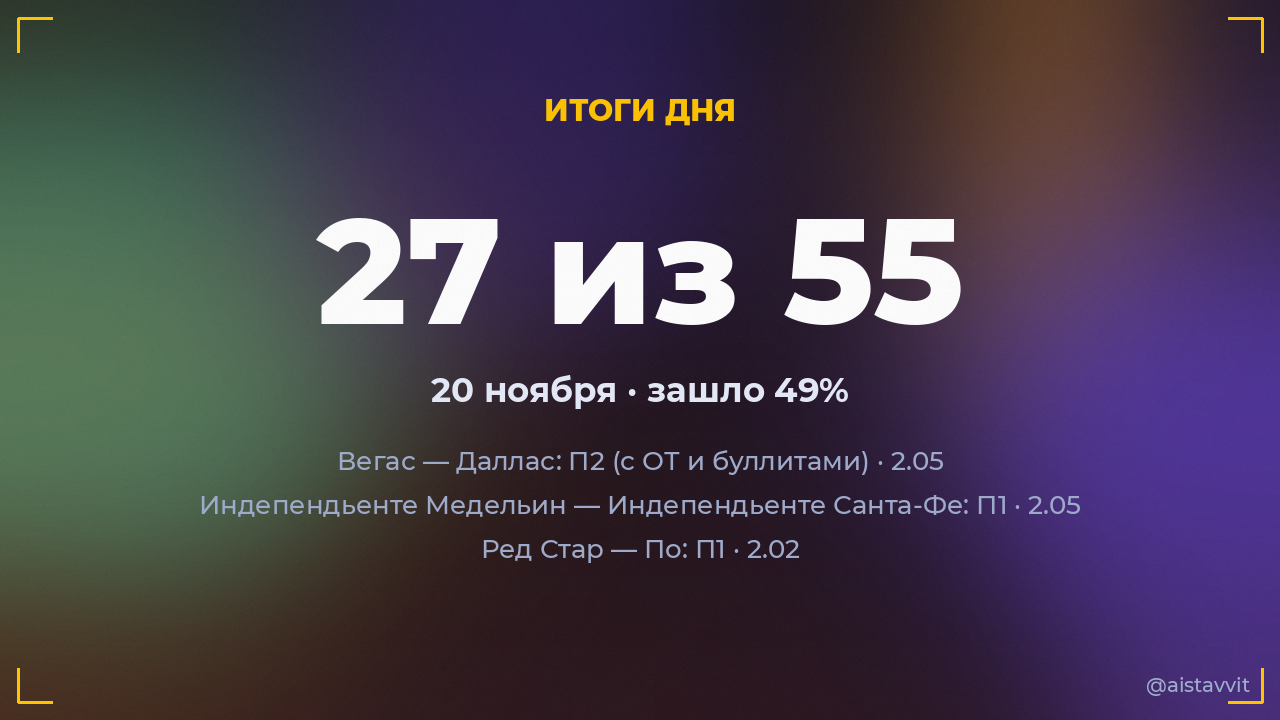 ИТОГИ ДНЯ
27 из 55
20 ноября · зашло 49%
Вегас — Даллас: П2 (с ОТ и буллитами) · 2.05
Индепендьенте Медельин — Индепендьенте Санта-Фе: П1 · 2.05
Ред Стар — По: П1 · 2.02
@aistavvit